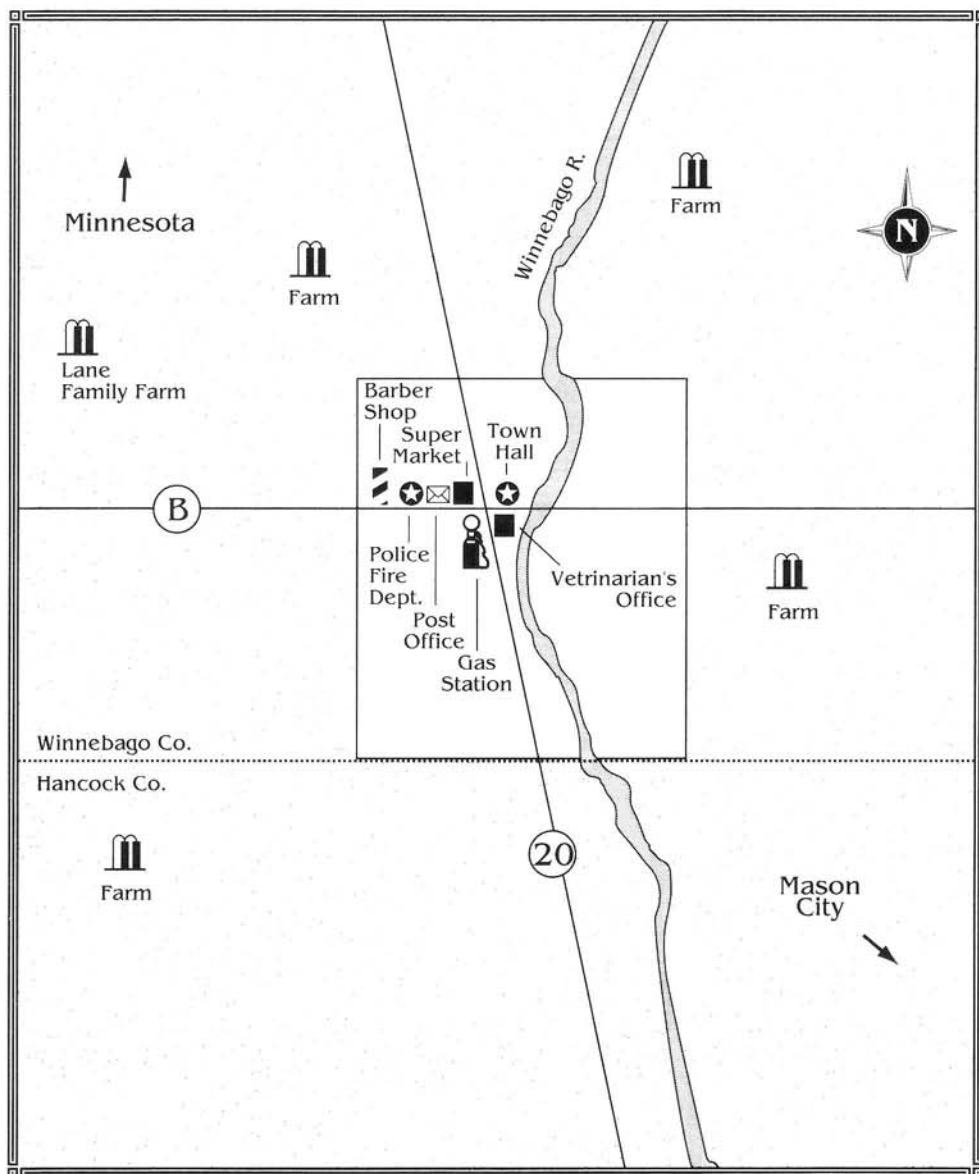 Minnesota
Winnebago R.
Farm
N
Farm
Lane
Family Farm
Barber
Shop
Super
Market
Town
Hall
B
Police
Fire
Dept.
Post
Office
Gas
Station
Vetrinarian's
Office
Farm
Winnebago Co.
Hancock Co.
20
Farm
Mason
City